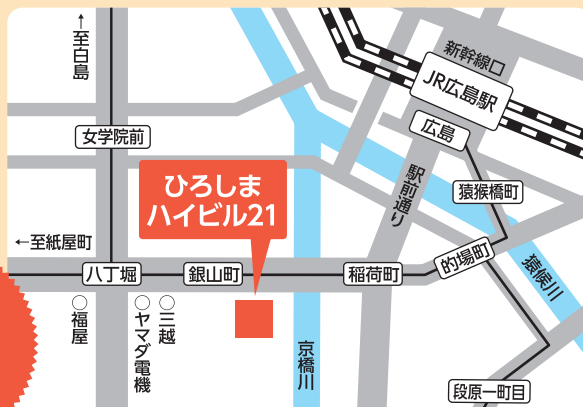 ↑至白島
新幹線口
JR広島駅
広島
女学院前
ひろしま
ハイビル21
駅前通り
猿猴橋町
←至紙屋町
的場町
八丁堀
銀山町
稲荷町
猿候川
○福屋
○ヤマダ電機
○三越
京橋川
段原一町目